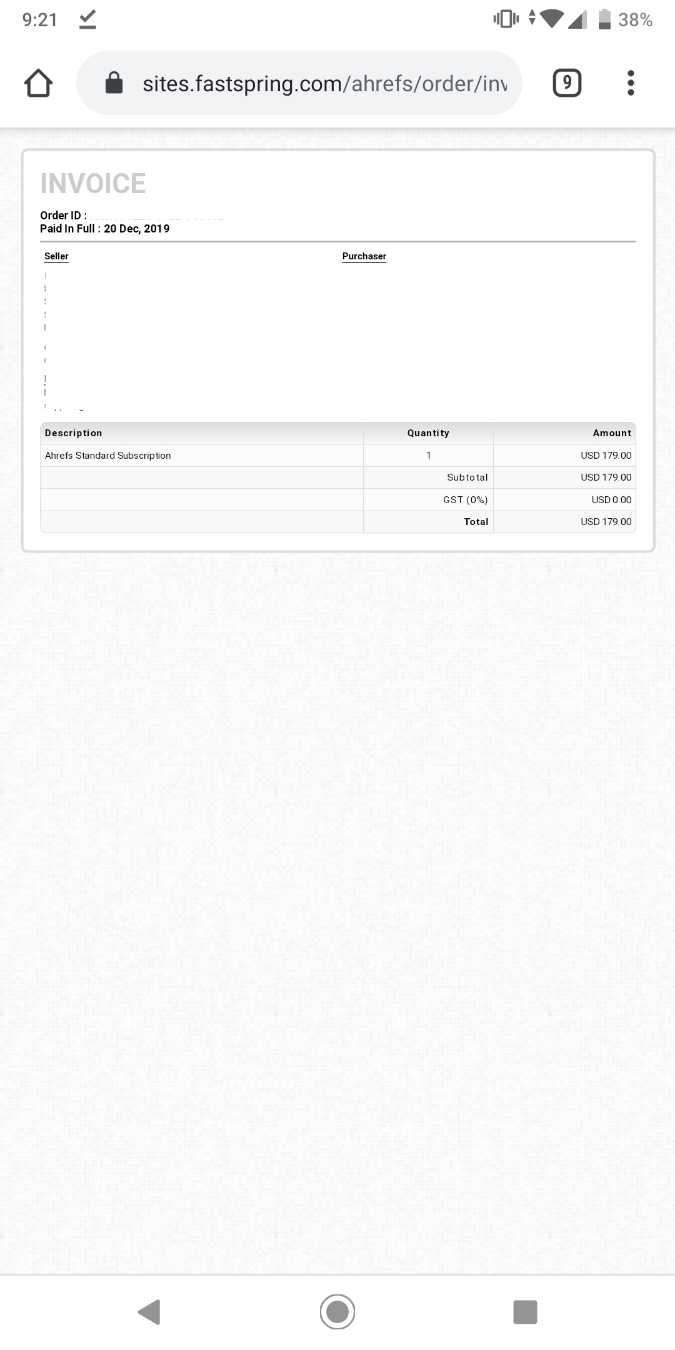 9:21 38%
sites.fastspring.com/ahrefs/order/inv
9
INVOICE
Order ID :
Paid In Full : 20 Dec, 2019
Seller Purchaser
Description Quantity Amount
Ahrefs Standard Subscription 1 USD 179.00
Subtotal USD 179.00
GST (0%) USD 0.00
Total USD 179.00